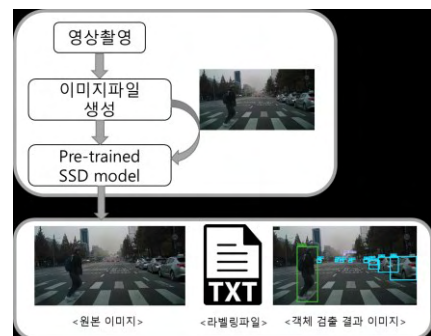 영상촬영
이미지파일
생성
Pre-trained
SSD model
TXT
<원본 이미지>
<라벨링파일>
<객체 검출 결과 이미지>